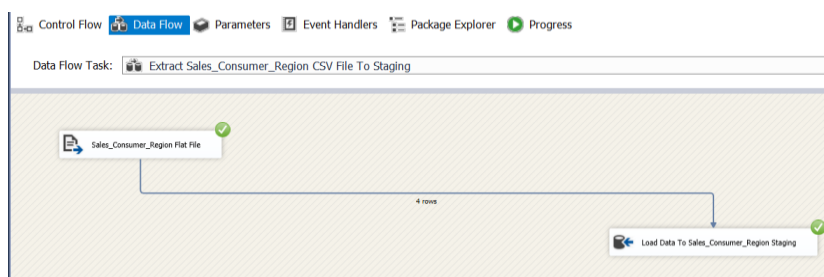 Control Flow Data Flow Parameters Event Handlers Package Explorer Progress
Data Flow Task: Extract Sales_Consumer_Region CSV File To Staging
Sales_Consumer_Region Flat File
4 rows
Load Data To Sales_Consumer_Region Staging